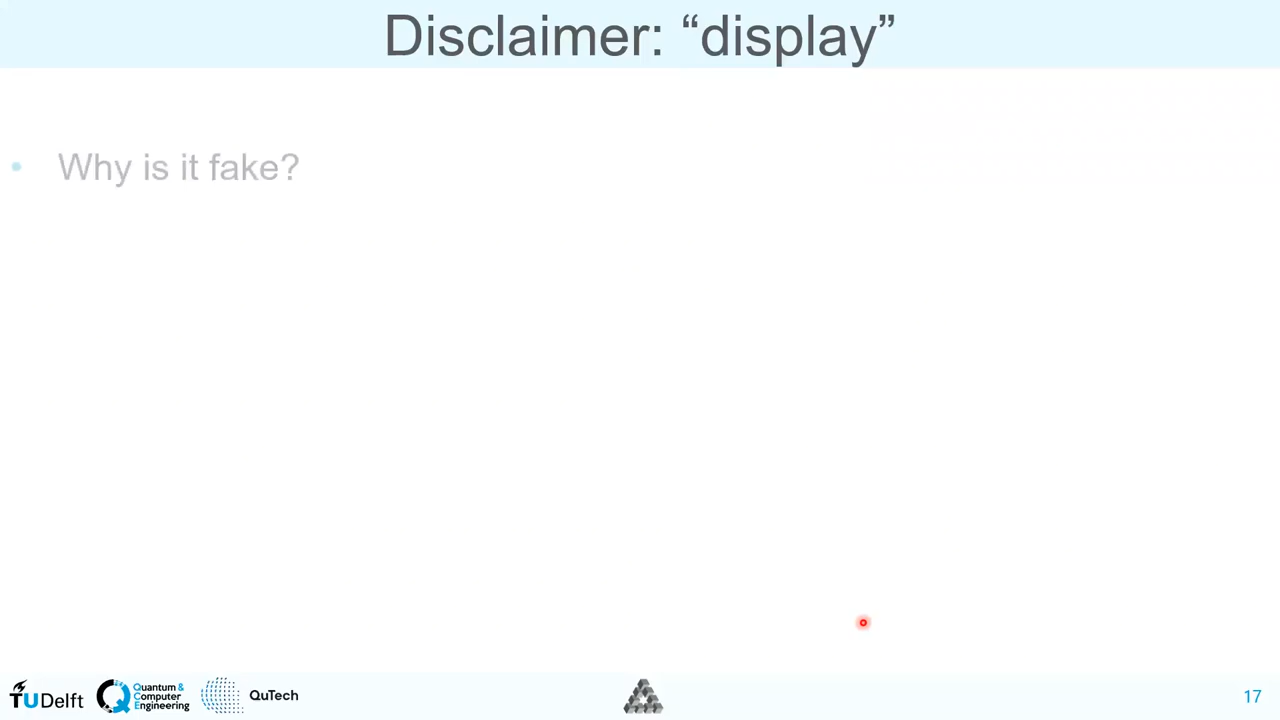 Disclaimer: “display”
• Why is it fake?
TUDelft
Quantum &
Computer
Engineering
QuTech
17